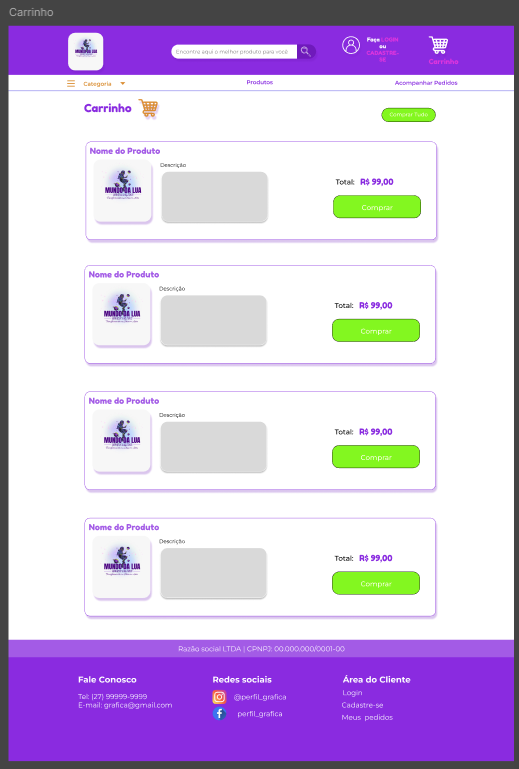 Carrinho
MUNDO DA LUA
Encontre aqui o melhor produto para você
Faça LOGIN
ou
CADASTRE-
SE
Carrinho
Categoria
Produtos
Acompanhar Pedidos
Carrinho
Comprar Tudo
Nome do Produto
MUNDO DA LUA
Descrição
Total: R$ 99,00
Comprar
Nome do Produto
MUNDO DA LUA
Descrição
Total: R$ 99,00
Comprar
Nome do Produto
MUNDO DA LUA
Descrição
Total: R$ 99,00
Comprar
Nome do Produto
MUNDO DA LUA
Descrição
Total: R$ 99,00
Comprar
Razão social LTDA | CPNPJ: 00.000.000/0001-00
Fale Conosco
Tel: (27) 99999-9999
E-mail: grafica@gmail.com
Redes sociais
@perfil_grafica
perfil_grafica
Área do Cliente
Login
Cadastre-se
Meus pedidos